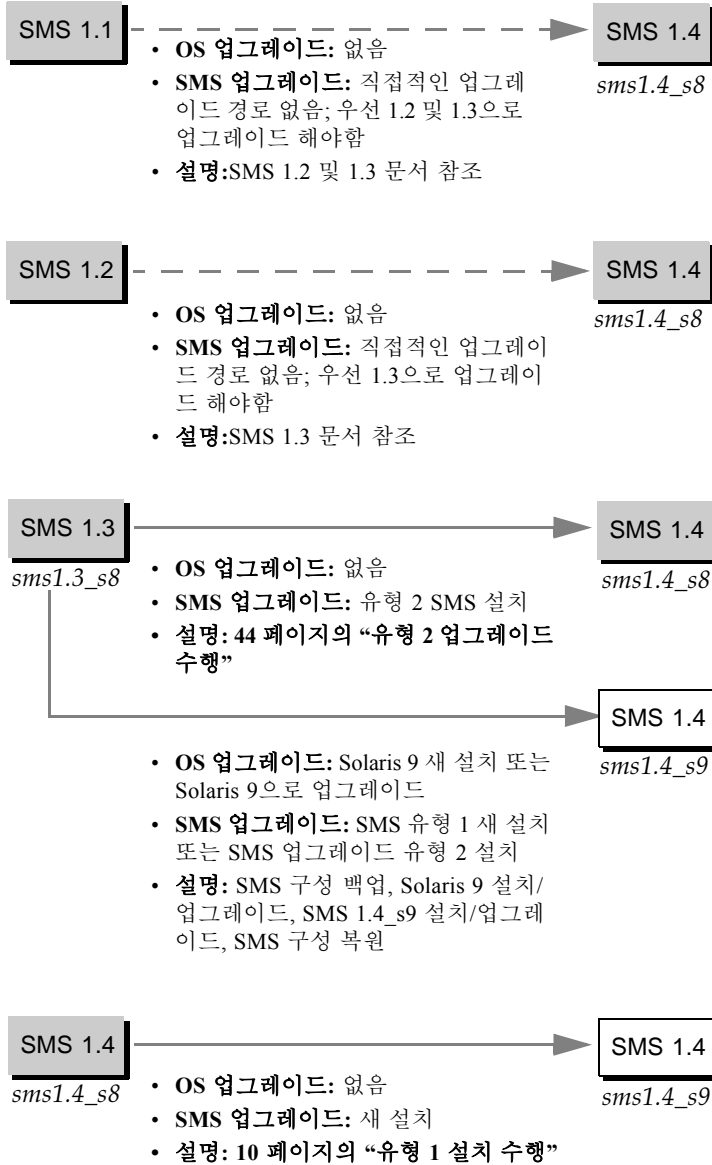 SMS 1.1
SMS 1.4
sms1.4_s8
• OS 업그레이드: 없음
• SMS 업그레이드: 직접적인 업그레
이드 경로 없음; 우선 1.2 및 1.3으로
업그레이드 해야함
• 설명:SMS 1.2 및 1.3 문서 참조
SMS 1.2
SMS 1.4
sms1.4_s8
• OS 업그레이드: 없음
• SMS 업그레이드: 직접적인 업그레이
드 경로 없음; 우선 1.3으로 업그레이
드 해야함
• 설명:SMS 1.3 문서 참조
SMS 1.3
sms1.3_s8
SMS 1.4
sms1.4_s8
• OS 업그레이드: 없음
• SMS 업그레이드: 유형 2 SMS 설치
• 설명: 44 페이지의 “유형 2 업그레이드
수행”
SMS 1.4
sms1.4_s9
• OS 업그레이드: Solaris 9 새 설치 또는
Solaris 9으로 업그레이드
• SMS 업그레이드: SMS 유형 1 새 설치
또는 SMS 업그레이드 유형 2 설치
• 설명: SMS 구성 백업, Solaris 9 설치/
업그레이드, SMS 1.4_s9 설치/업그레
이드, SMS 구성 복원
SMS 1.4
sms1.4_s8
SMS 1.4
sms1.4_s9
• OS 업그레이드: 없음
• SMS 업그레이드: 새 설치
• 설명: 10 페이지의 “유형 1 설치 수행”